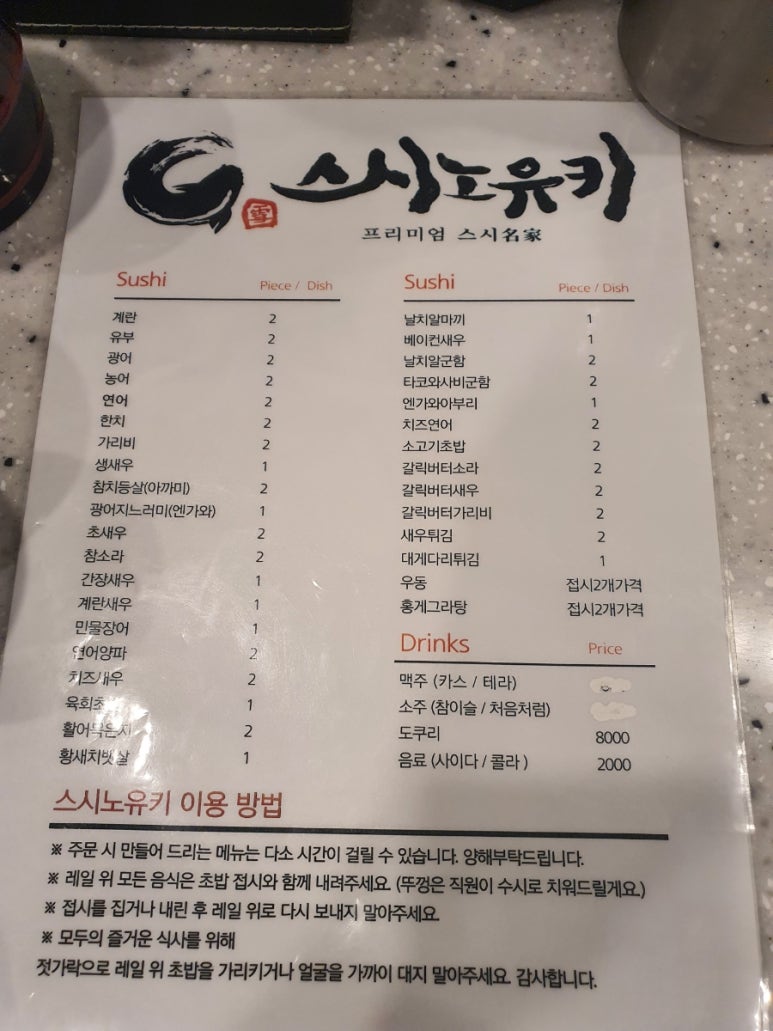 스시노유키
雪
프리미엄 스시名家
Sushi Piece / Dish
계란 2
유부 2
광어 2
농어 2
연어 2
한치 2
가리비 2
생새우 1
참치등살(아까미) 2
광어지느러미(엔가와) 1
초새우 2
참소라 2
간장새우 1
계란새우 1
민물장어 1
연어양파 2
치즈새우 2
육회초 1
활어묵은지 2
황새치뱃살 1
Sushi Piece / Dish
날치알마끼 1
베이컨새우 1
날치알군함 2
타코와사비군함 2
엔가와아부리 1
치즈연어 2
소고기초밥 2
갈릭버터소라 2
갈릭버터새우 2
갈릭버터가리비 2
새우튀김 2
대게다리튀김 1
우동 접시2개가격
홍게그라탕 접시2개가격
Drinks Price
맥주 (카스 / 테라)
소주 (참이슬 / 처음처럼)
도쿠리 8000
음료 (사이다 / 콜라 ) 2000
스시노유키 이용 방법
※ 주문 시 만들어 드리는 메뉴는 다소 시간이 걸릴 수 있습니다. 양해부탁드립니다.
※ 레일 위 모든 음식은 초밥 접시와 함께 내려주세요. (뚜껑은 직원이 수시로 치워드릴게요.)
※ 접시를 집거나 내린 후 레일 위로 다시 보내지 말아주세요.
※ 모두의 즐거운 식사를 위해
젓가락으로 레일 위 초밥을 가리키거나 얼굴을 가까이 대지 말아주세요. 감사합니다.